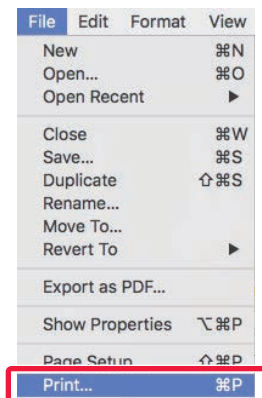 File Edit Format View
New ⌘N
Open... ⌘O
Open Recent ▶
Close ⌘W
Save... ⌘S
Duplicate ⇧⌘S
Rename...
Move To...
Revert To ▶
Export as PDF...
Show Properties ⌥⌘P
Page Setup ⇧⌘P
Print... ⌘P